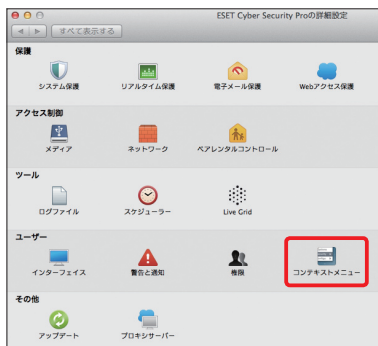 ESET Cyber Security Proの詳細設定
すべて表示する
保護
システム保護 リアルタイム保護 電子メール保護 Webアクセス保護
アクセス制御
メディア ネットワーク ペアレンタルコントロール
ツール
ログファイル スケジューラー Live Grid
ユーザー
インターフェイス 警告と通知 権限 コンテキストメニュー
その他
アップデート プロキシサーバー